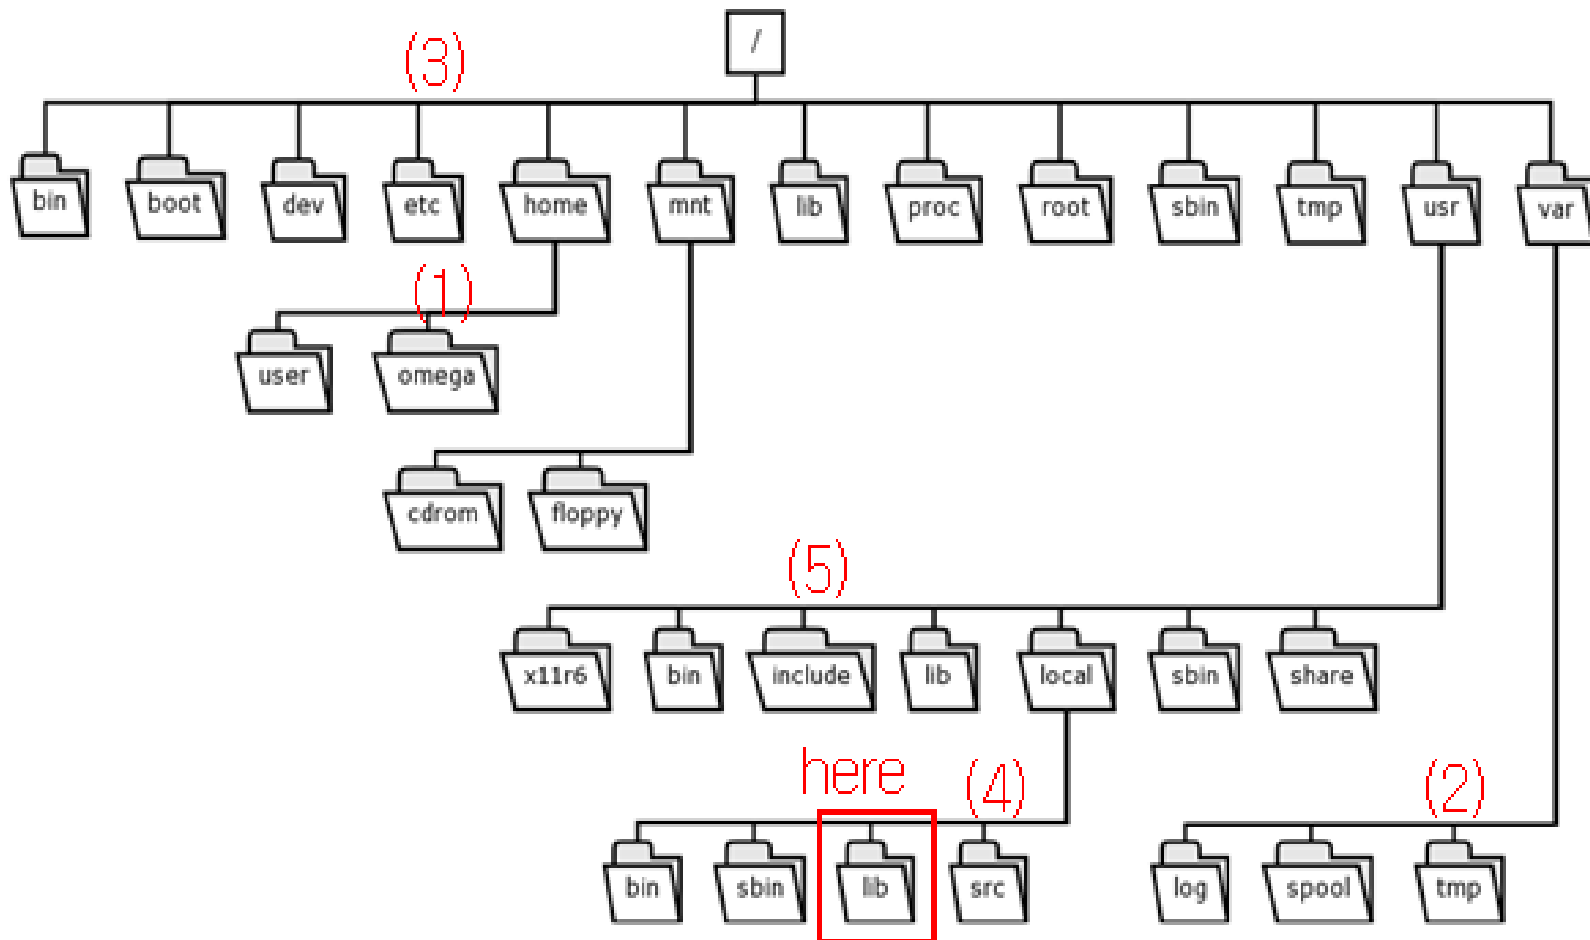 /
(3)
bin boot dev etc home mnt lib proc root sbin tmp usr var
(1)
user omega
cdrom floppy
(5)
x11r6 bin include lib local sbin share
here (4) (2)
bin sbin lib src log spool tmp